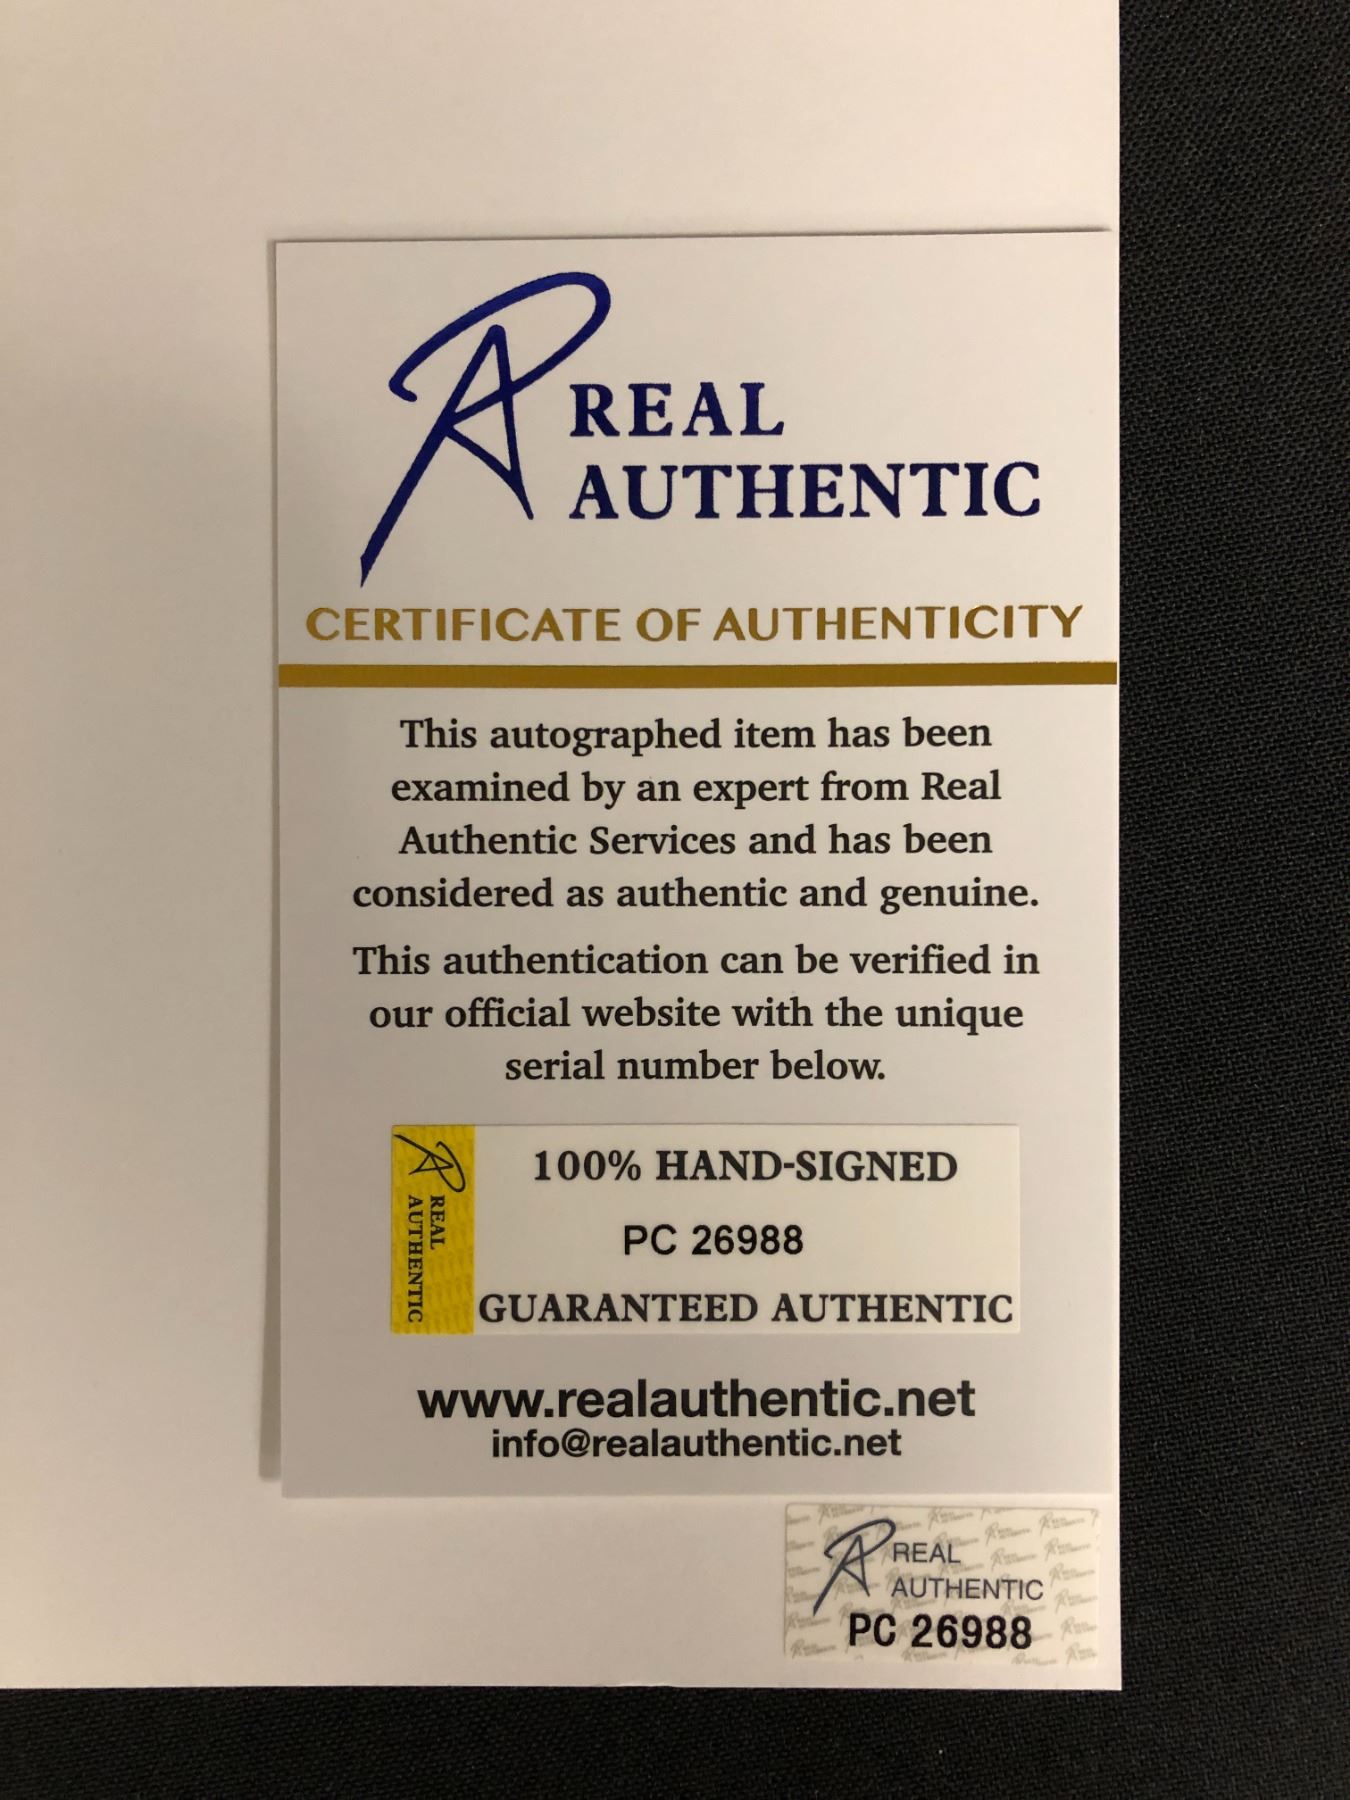 REAL
AUTHENTIC
CERTIFICATE OF AUTHENTICITY
This autographed item has been
examined by an expert from Real
Authentic Services and has been
considered as authentic and genuine.
This authentication can be verified in
our official website with the unique
serial number below.
REAL
AUTHENTIC
100% HAND-SIGNED
PC 26988
GUARANTEED AUTHENTIC
www.realauthentic.net
info@realauthentic.net
REAL
AUTHENTIC
PC 26988